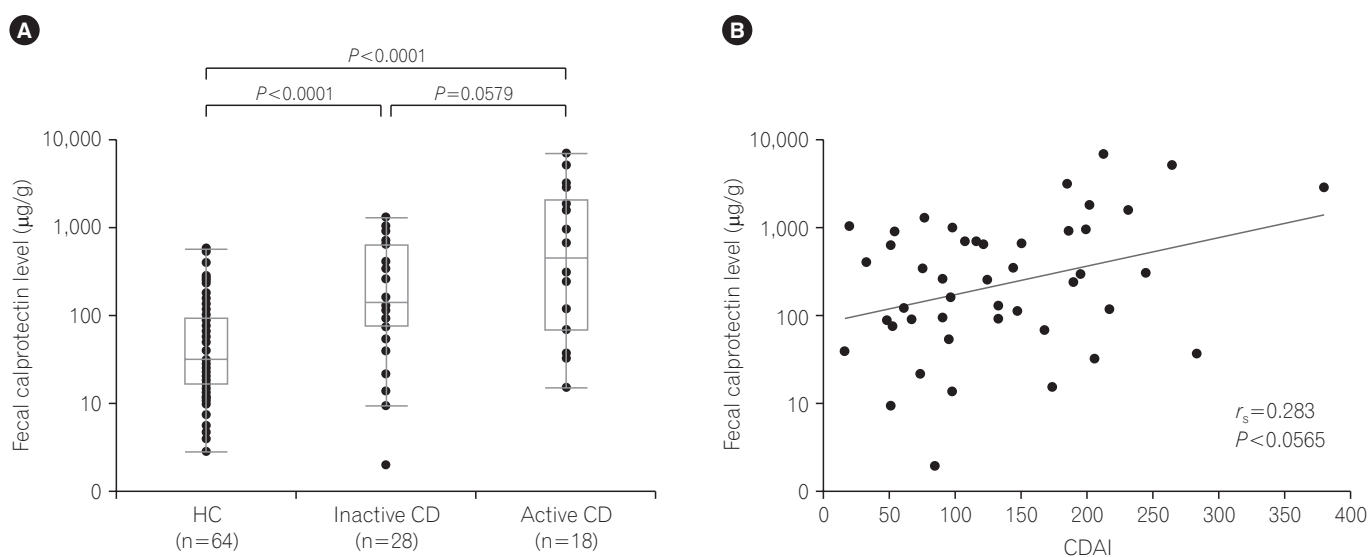 A
P<0.0001
P<0.0001
P=0.0579
Fecal calprotectin level (μg/g)
10,000
1,000
100
10
0
HC
(n=64)
Inactive CD
(n=28)
Active CD
(n=18)
B
Fecal calprotectin level (μg/g)
10,000
1,000
100
10
0
rs=0.283
P<0.0565
0 50 100 150 200 250 300 350 400
CDAI